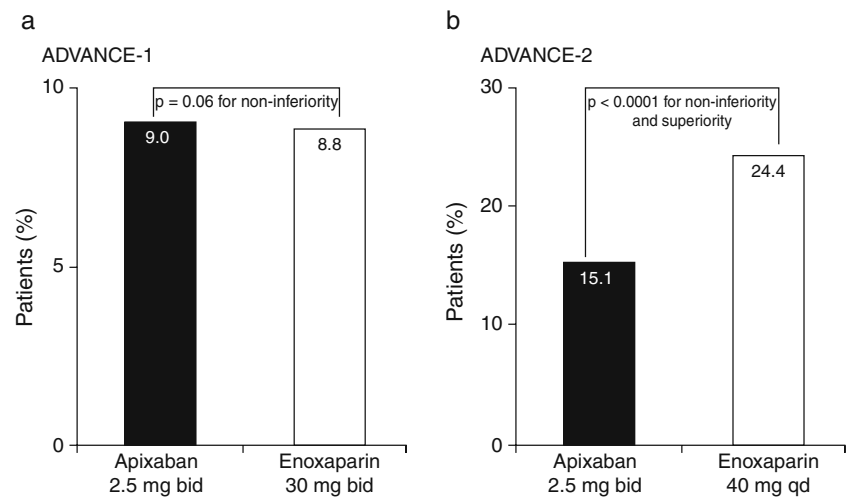 a
ADVANCE-1
10
p = 0.06 for non-inferiority
9.0
8.8
5
0
Patients (%)
Apixaban
2.5 mg bid
Enoxaparin
30 mg bid
b
ADVANCE-2
30
p < 0.0001 for non-inferiority
and superiority
24.4
20
15.1
10
0
Patients (%)
Apixaban
2.5 mg bid
Enoxaparin
40 mg qd